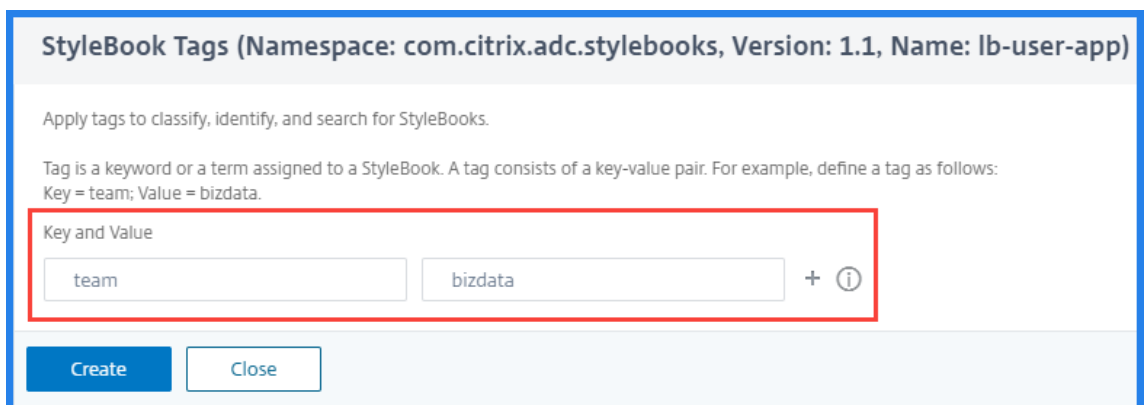 StyleBook Tags (Namespace: com.citrix.adc.stylebooks, Version: 1.1, Name: lb-user-app)
Apply tags to classify, identify, and search for StyleBooks.
Tag is a keyword or a term assigned to a StyleBook. A tag consists of a key-value pair. For example, define a tag as follows:
Key = team; Value = bizdata.
Key and Value
team bizdata + i
Create Close